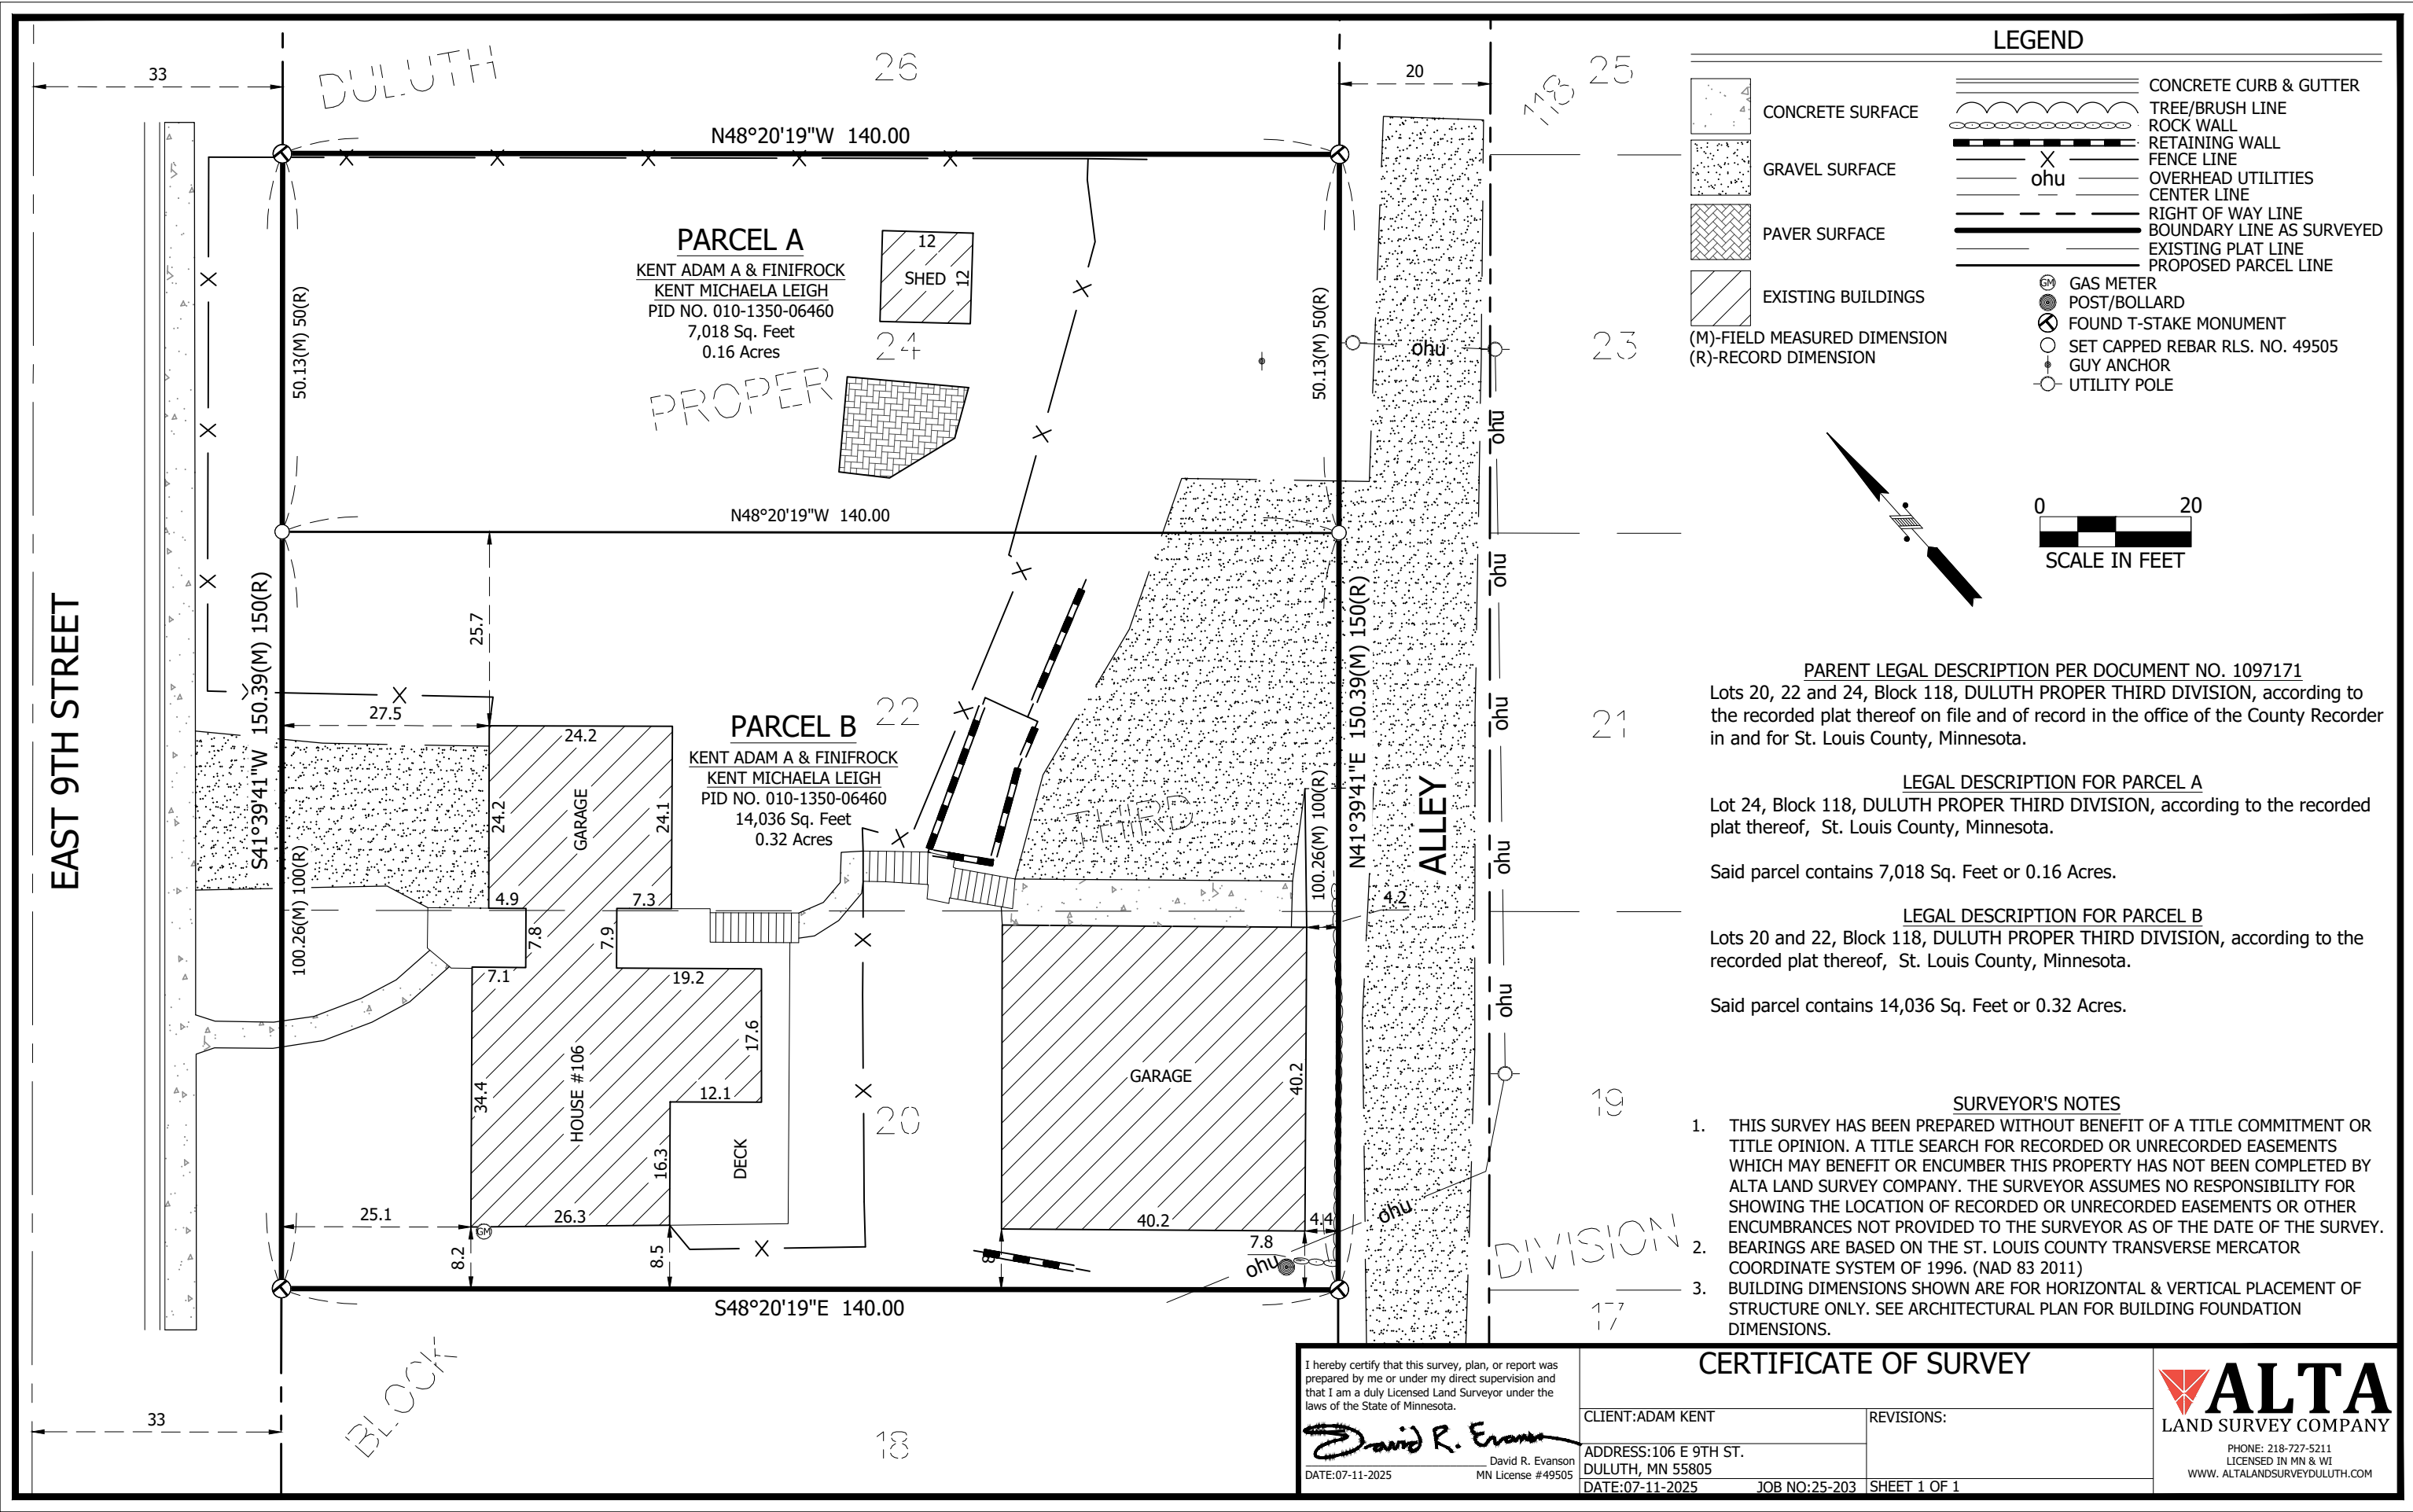 DULUTH
26
33
20
118
25
N48°20'19"W 140.00
PARCEL A
KENT ADAM A & FINIFROCK
KENT MICHAELA LEIGH
PID NO. 010-1350-06460
7,018 Sq. Feet
0.16 Acres
12
SHED
12
24
PROPER
50.13(M) 50(R)
50.13(M) 50(R)
ohu
23
ohu
N48°20'19"W 140.00
25.7
S41°39'41"W 150.39(M) 150(R)
N41°39'41"E 150.39(M) 150(R)
ohu
EAST 9TH STREET
27.5
24.2
GARAGE
24.2
24.1
PARCEL B
KENT ADAM A & FINIFROCK
KENT MICHAELA LEIGH
PID NO. 010-1350-06460
14,036 Sq. Feet
0.32 Acres
22
THIRD
ALLEY
ohu
21
ohu
100.26(M) 100(R)
100.26(M) 100(R)
4.9
7.3
7.8
7.9
7.1
19.2
4.2
ohu
17.6
34.4
HOUSE #106
12.1
16.3
DECK
20
GARAGE
40.2
19
25.1
GM
26.3
40.2
4.4
ohu
8.2
8.5
8
7.8
ohu
DIVISION
17
S48°20'19"E 140.00
BLOCK
33
18
LEGEND
CONCRETE SURFACE
GRAVEL SURFACE
PAVER SURFACE
EXISTING BUILDINGS
(M)-FIELD MEASURED DIMENSION
(R)-RECORD DIMENSION
CONCRETE CURB & GUTTER
TREE/BRUSH LINE
ROCK WALL
RETAINING WALL
FENCE LINE
ohu OVERHEAD UTILITIES
CENTER LINE
RIGHT OF WAY LINE
BOUNDARY LINE AS SURVEYED
EXISTING PLAT LINE
PROPOSED PARCEL LINE
GM GAS METER
POST/BOLLARD
FOUND T-STAKE MONUMENT
SET CAPPED REBAR RLS. NO. 49505
GUY ANCHOR
UTILITY POLE
0 20
SCALE IN FEET
PARENT LEGAL DESCRIPTION PER DOCUMENT NO. 1097171
Lots 20, 22 and 24, Block 118, DULUTH PROPER THIRD DIVISION, according to
the recorded plat thereof on file and of record in the office of the County Recorder
in and for St. Louis County, Minnesota.
LEGAL DESCRIPTION FOR PARCEL A
Lot 24, Block 118, DULUTH PROPER THIRD DIVISION, according to the recorded
plat thereof, St. Louis County, Minnesota.
Said parcel contains 7,018 Sq. Feet or 0.16 Acres.
LEGAL DESCRIPTION FOR PARCEL B
Lots 20 and 22, Block 118, DULUTH PROPER THIRD DIVISION, according to the
recorded plat thereof, St. Louis County, Minnesota.
Said parcel contains 14,036 Sq. Feet or 0.32 Acres.
SURVEYOR'S NOTES
1. THIS SURVEY HAS BEEN PREPARED WITHOUT BENEFIT OF A TITLE COMMITMENT OR
TITLE OPINION. A TITLE SEARCH FOR RECORDED OR UNRECORDED EASEMENTS
WHICH MAY BENEFIT OR ENCUMBER THIS PROPERTY HAS NOT BEEN COMPLETED BY
ALTA LAND SURVEY COMPANY. THE SURVEYOR ASSUMES NO RESPONSIBILITY FOR
SHOWING THE LOCATION OF RECORDED OR UNRECORDED EASEMENTS OR OTHER
ENCUMBRANCES NOT PROVIDED TO THE SURVEYOR AS OF THE DATE OF THE SURVEY.
2. BEARINGS ARE BASED ON THE ST. LOUIS COUNTY TRANSVERSE MERCATOR
COORDINATE SYSTEM OF 1996. (NAD 83 2011)
3. BUILDING DIMENSIONS SHOWN ARE FOR HORIZONTAL & VERTICAL PLACEMENT OF
STRUCTURE ONLY. SEE ARCHITECTURAL PLAN FOR BUILDING FOUNDATION
DIMENSIONS.
I hereby certify that this survey, plan, or report was
prepared by me or under my direct supervision and
that I am a duly Licensed Land Surveyor under the
laws of the State of Minnesota.
David R. Evanson
David R. Evanson
DATE:07-11-2025 MN License #49505
CERTIFICATE OF SURVEY
CLIENT:ADAM KENT
REVISIONS:
ADDRESS:106 E 9TH ST.
DULUTH, MN 55805
DATE:07-11-2025 JOB NO:25-203 SHEET 1 OF 1
ALTA
LAND SURVEY COMPANY
PHONE: 218-727-5211
LICENSED IN MN & WI
WWW. ALTALANDSURVEYDULUTH.COM